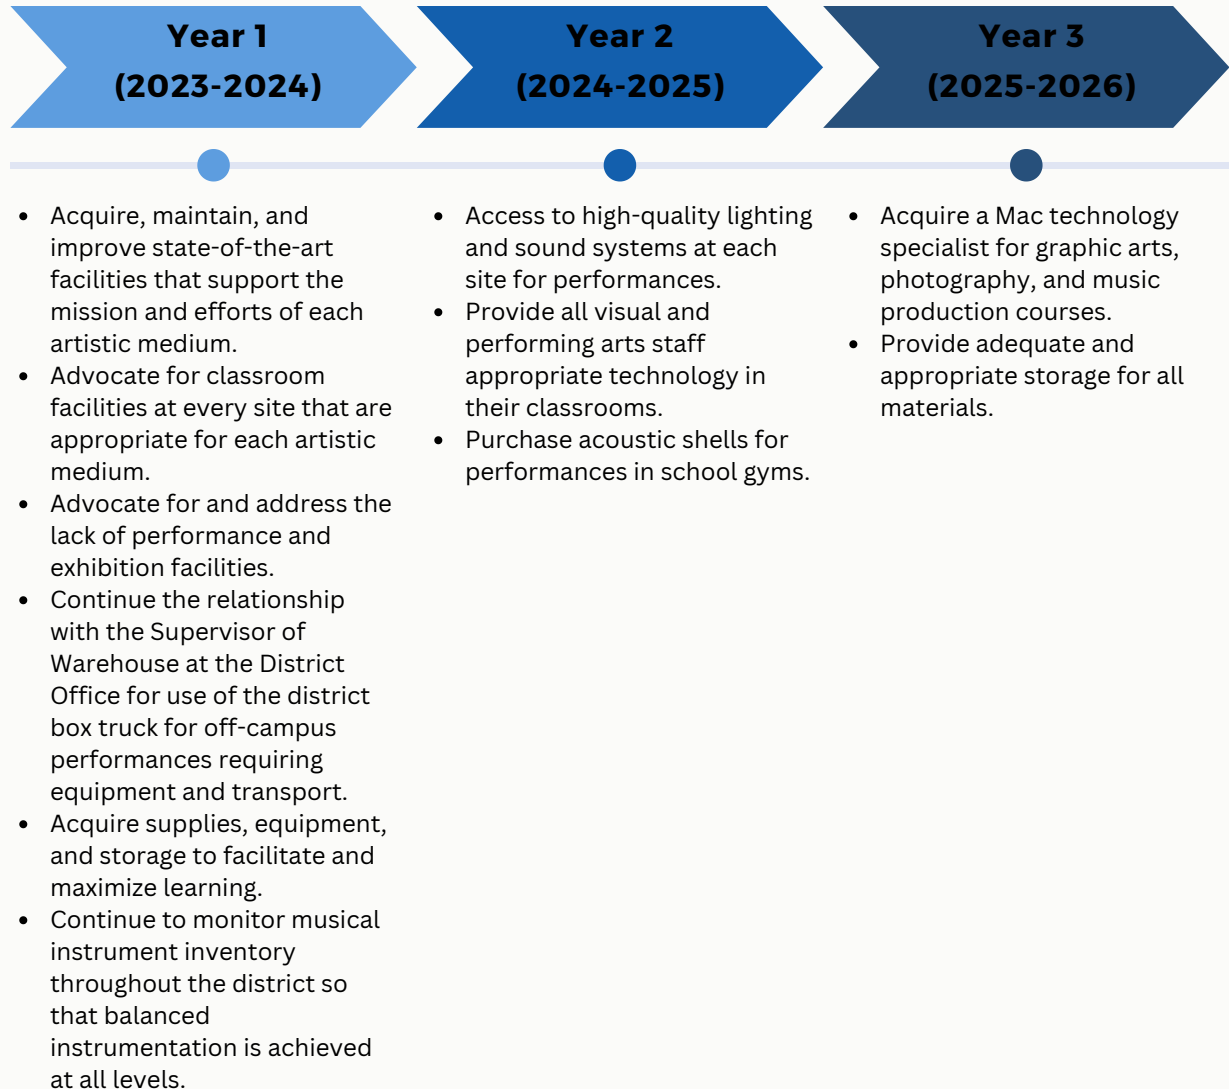 Year 1
(2023-2024)
Year 2
(2024-2025)
Year 3
(2025-2026)
• Acquire, maintain, and
improve state-of-the-art
facilities that support the
mission and efforts of each
artistic medium.
• Advocate for classroom
facilities at every site that are
appropriate for each artistic
medium.
• Advocate for and address the
lack of performance and
exhibition facilities.
• Continue the relationship
with the Supervisor of
Warehouse at the District
Office for use of the district
box truck for off-campus
performances requiring
equipment and transport.
• Acquire supplies, equipment,
and storage to facilitate and
maximize learning.
• Continue to monitor musical
instrument inventory
throughout the district so
that balanced
instrumentation is achieved
at all levels.
• Access to high-quality lighting
and sound systems at each
site for performances.
• Provide all visual and
performing arts staff
appropriate technology in
their classrooms.
• Purchase acoustic shells for
performances in school gyms.
• Acquire a Mac technology
specialist for graphic arts,
photography, and music
production courses.
• Provide adequate and
appropriate storage for all
materials.